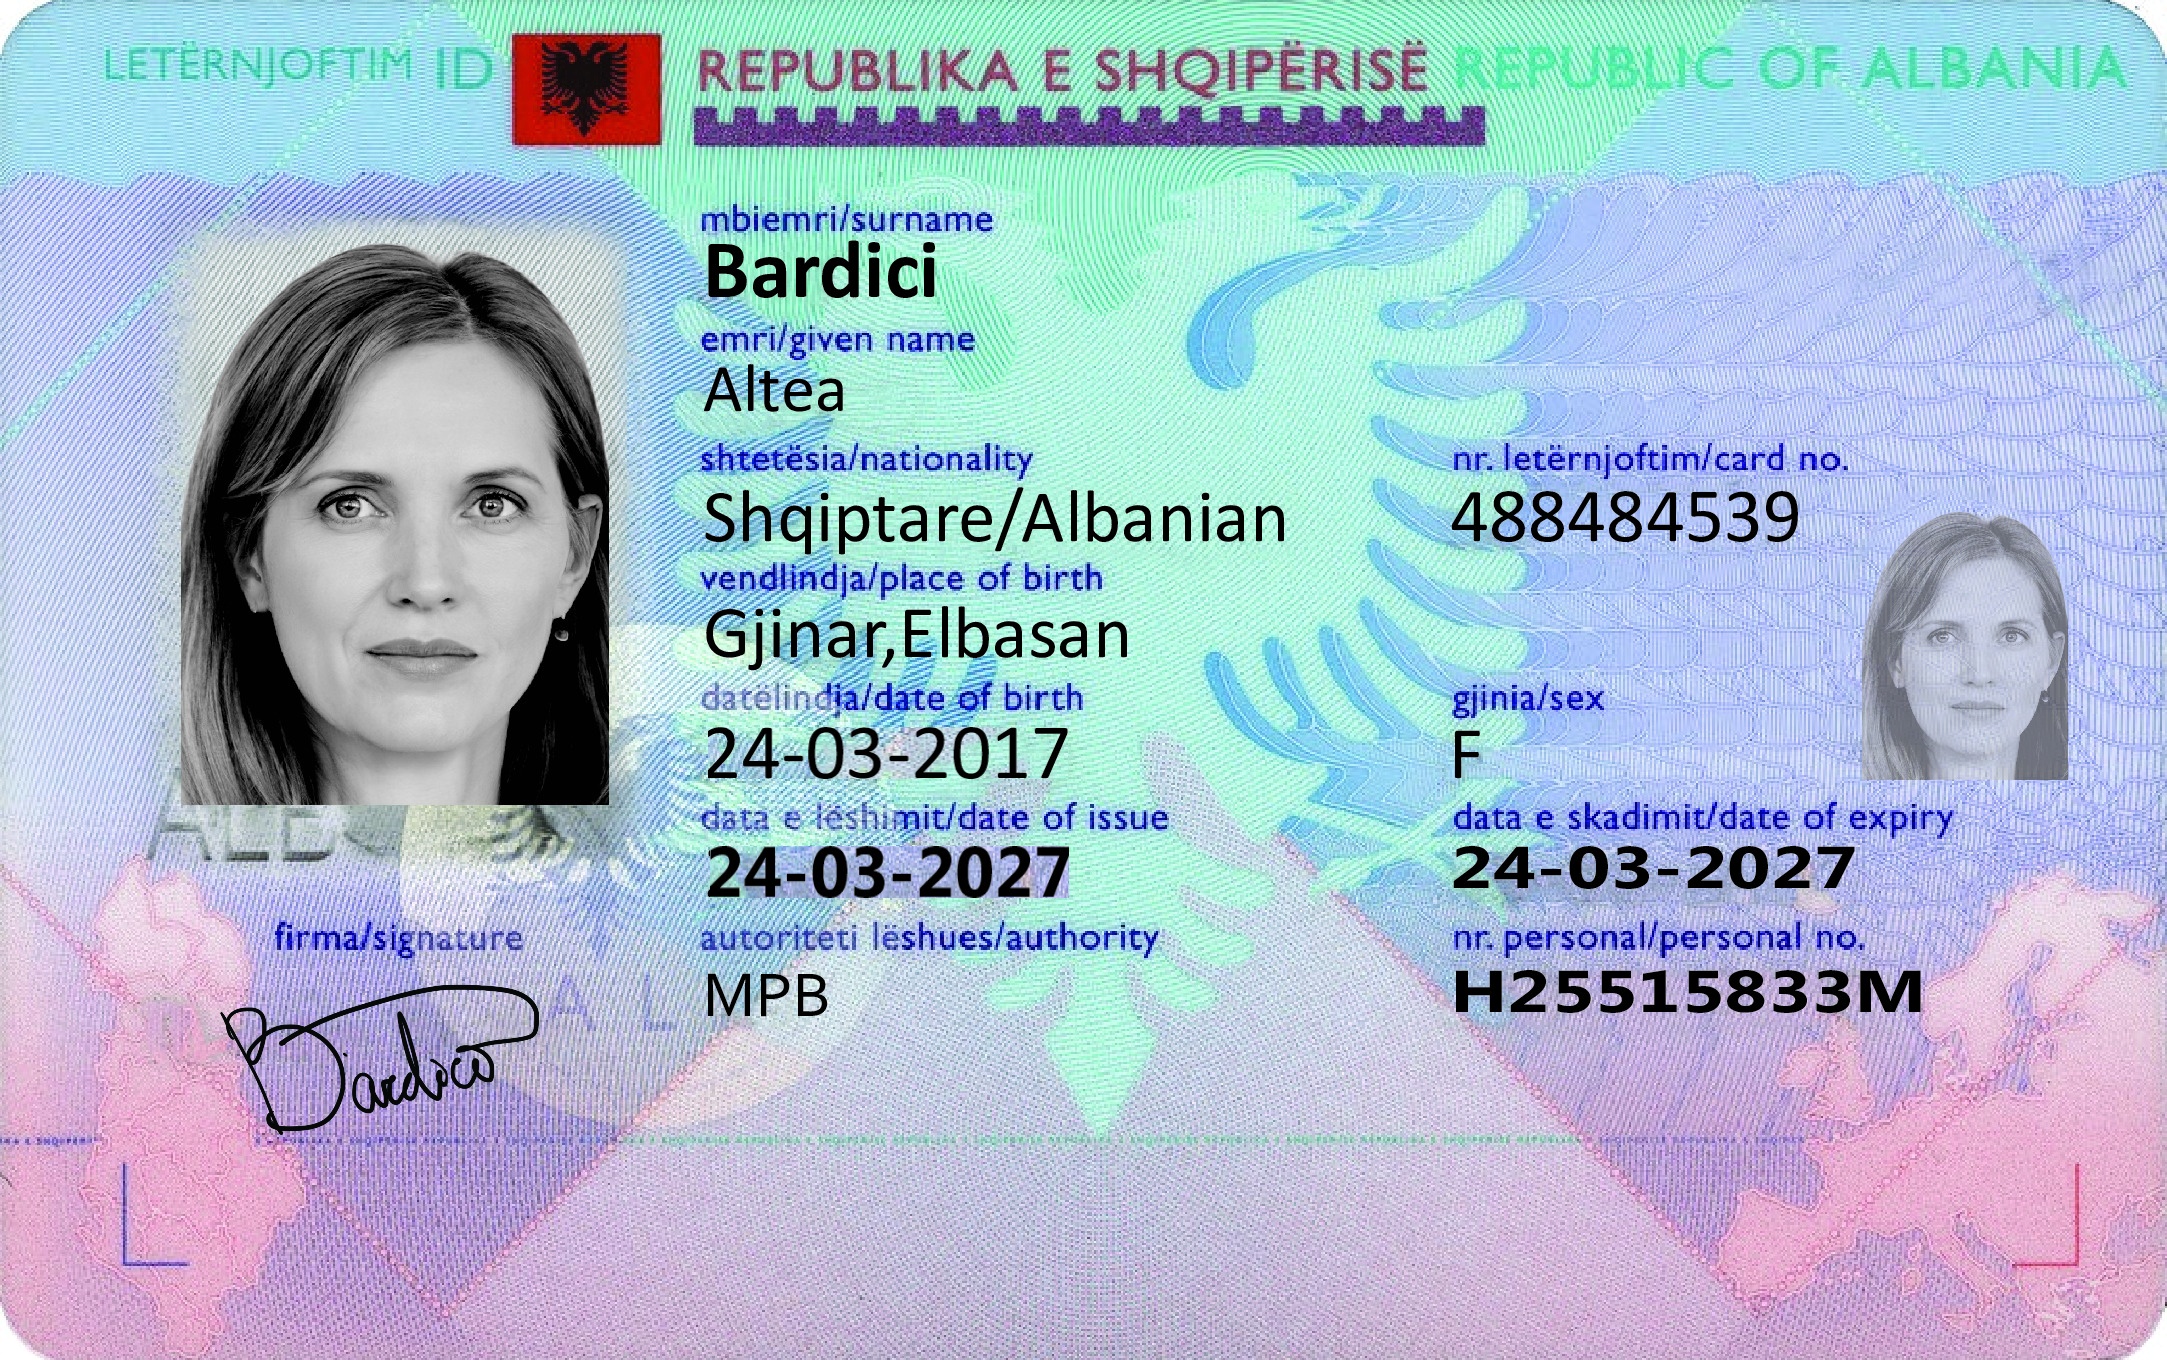 LETËRNJOFTIM ID REPUBLIKA E SHQIPËRISË REPUBLIC OF ALBANIA
mbiemri/surname
Bardici
emri/given name
Altea
shtetësia/nationality nr. letërnjoftim/card no.
Shqiptare/Albanian 488484539
vendlindja/place of birth
Gjinar,Elbasan
datëlindja/date of birth gjinia/sex
24-03-2017 F
data e lëshimit/date of issue data e skadimit/date of expiry
24-03-2027 24-03-2027
firma/signature autoriteti lëshues/authority nr. personal/personal no.
MPB H25515833M
Bardici